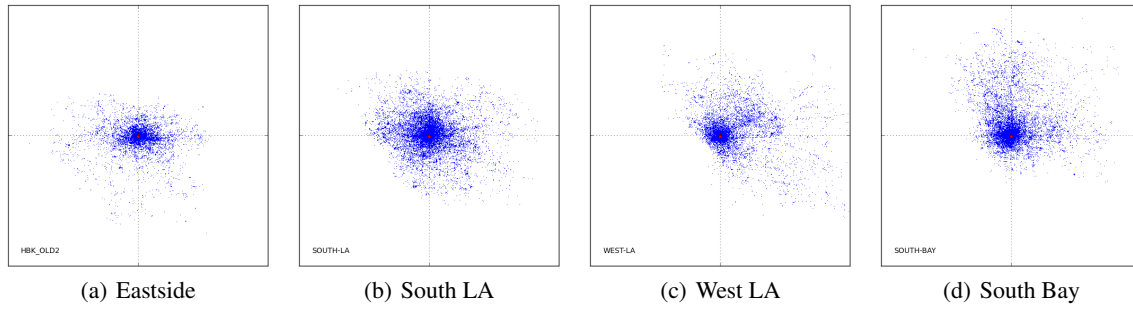 HBK_OLD2
SOUTH-LA
WEST-LA
SOUTH-BAY
(a) Eastside
(b) South LA
(c) West LA
(d) South Bay